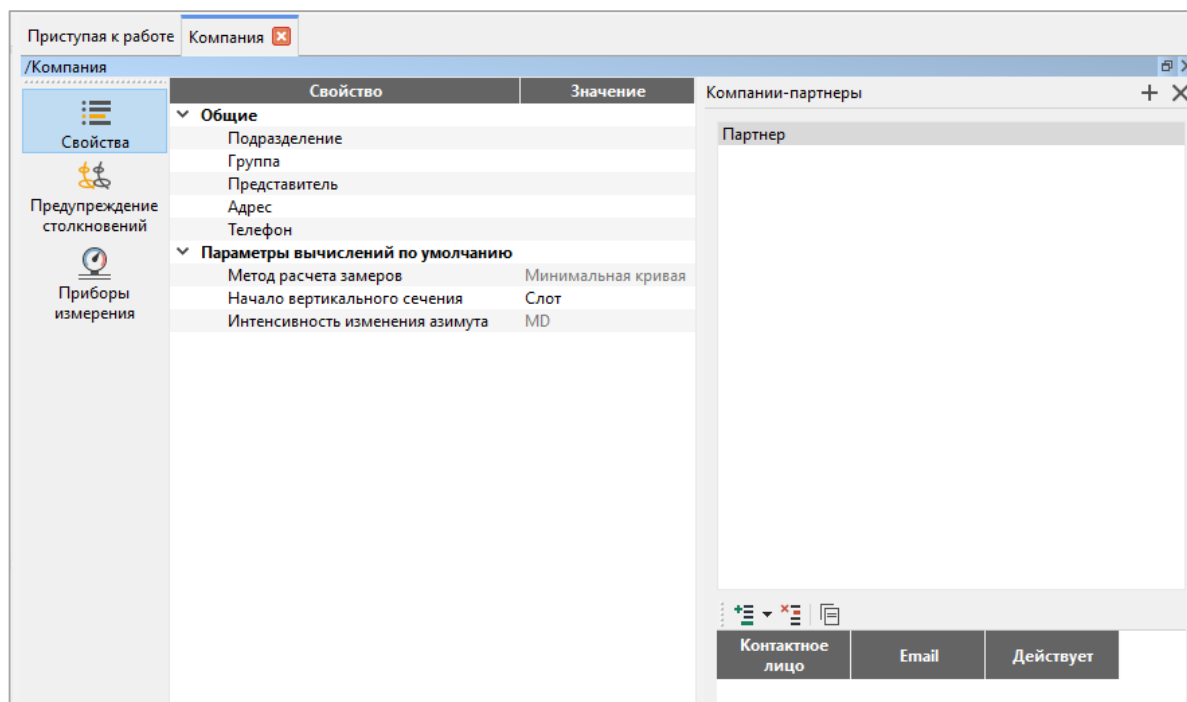 Приступая к работе Компания
/Компания
Свойства
Предупреждение
столкновений
Приборы
измерения
Свойство Значение
Общие
Подразделение
Группа
Представитель
Адрес
Телефон
Параметры вычислений по умолчанию
Метод расчета замеров Минимальная кривая
Начало вертикального сечения Слот
Интенсивность изменения азимута MD
Компании-партнеры
Партнер
Контактное
лицо
Email
Действует